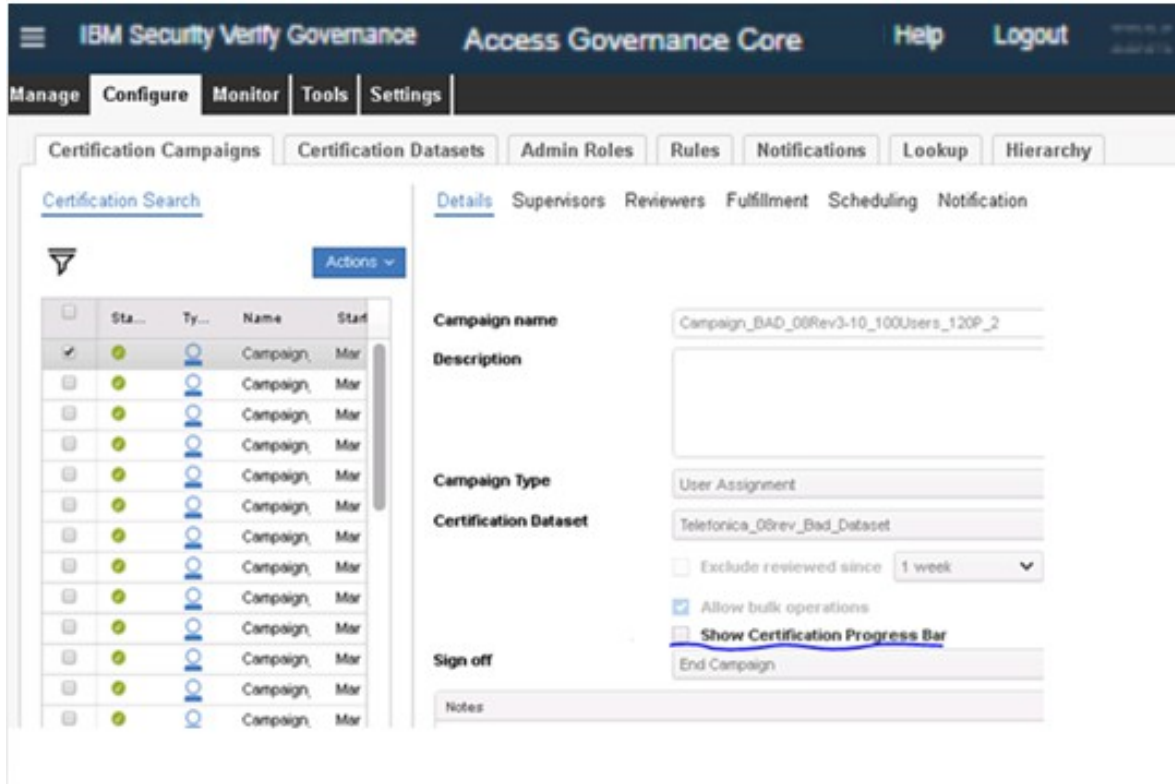 IBM Security Verify Governance Access Governance Core Help Logout
Manage Configure Monitor Tools Settings
Certification Campaigns Certification Datasets Admin Roles Rules Notifications Lookup Hierarchy
Certification Search
Details Supervisors Reviewers Fulfillment Scheduling Notification
Actions
Sta... Ty... Name Start
Campaign, Mar
Campaign, Mar
Campaign, Mar
Campaign, Mar
Campaign, Mar
Campaign, Mar
Campaign, Mar
Campaign, Mar
Campaign, Mar
Campaign, Mar
Campaign, Mar
Campaign, Mar
Campaign, Mar
Campaign name Campaign_BAD_08Rev3-10_100Users_120P_2
Description
Campaign Type User Assignment
Certification Dataset Telefonica_08rev_Bad_Dataset
Exclude reviewed since 1 week
Allow bulk operations
Show Certification Progress Bar
Sign off End Campaign
Notes